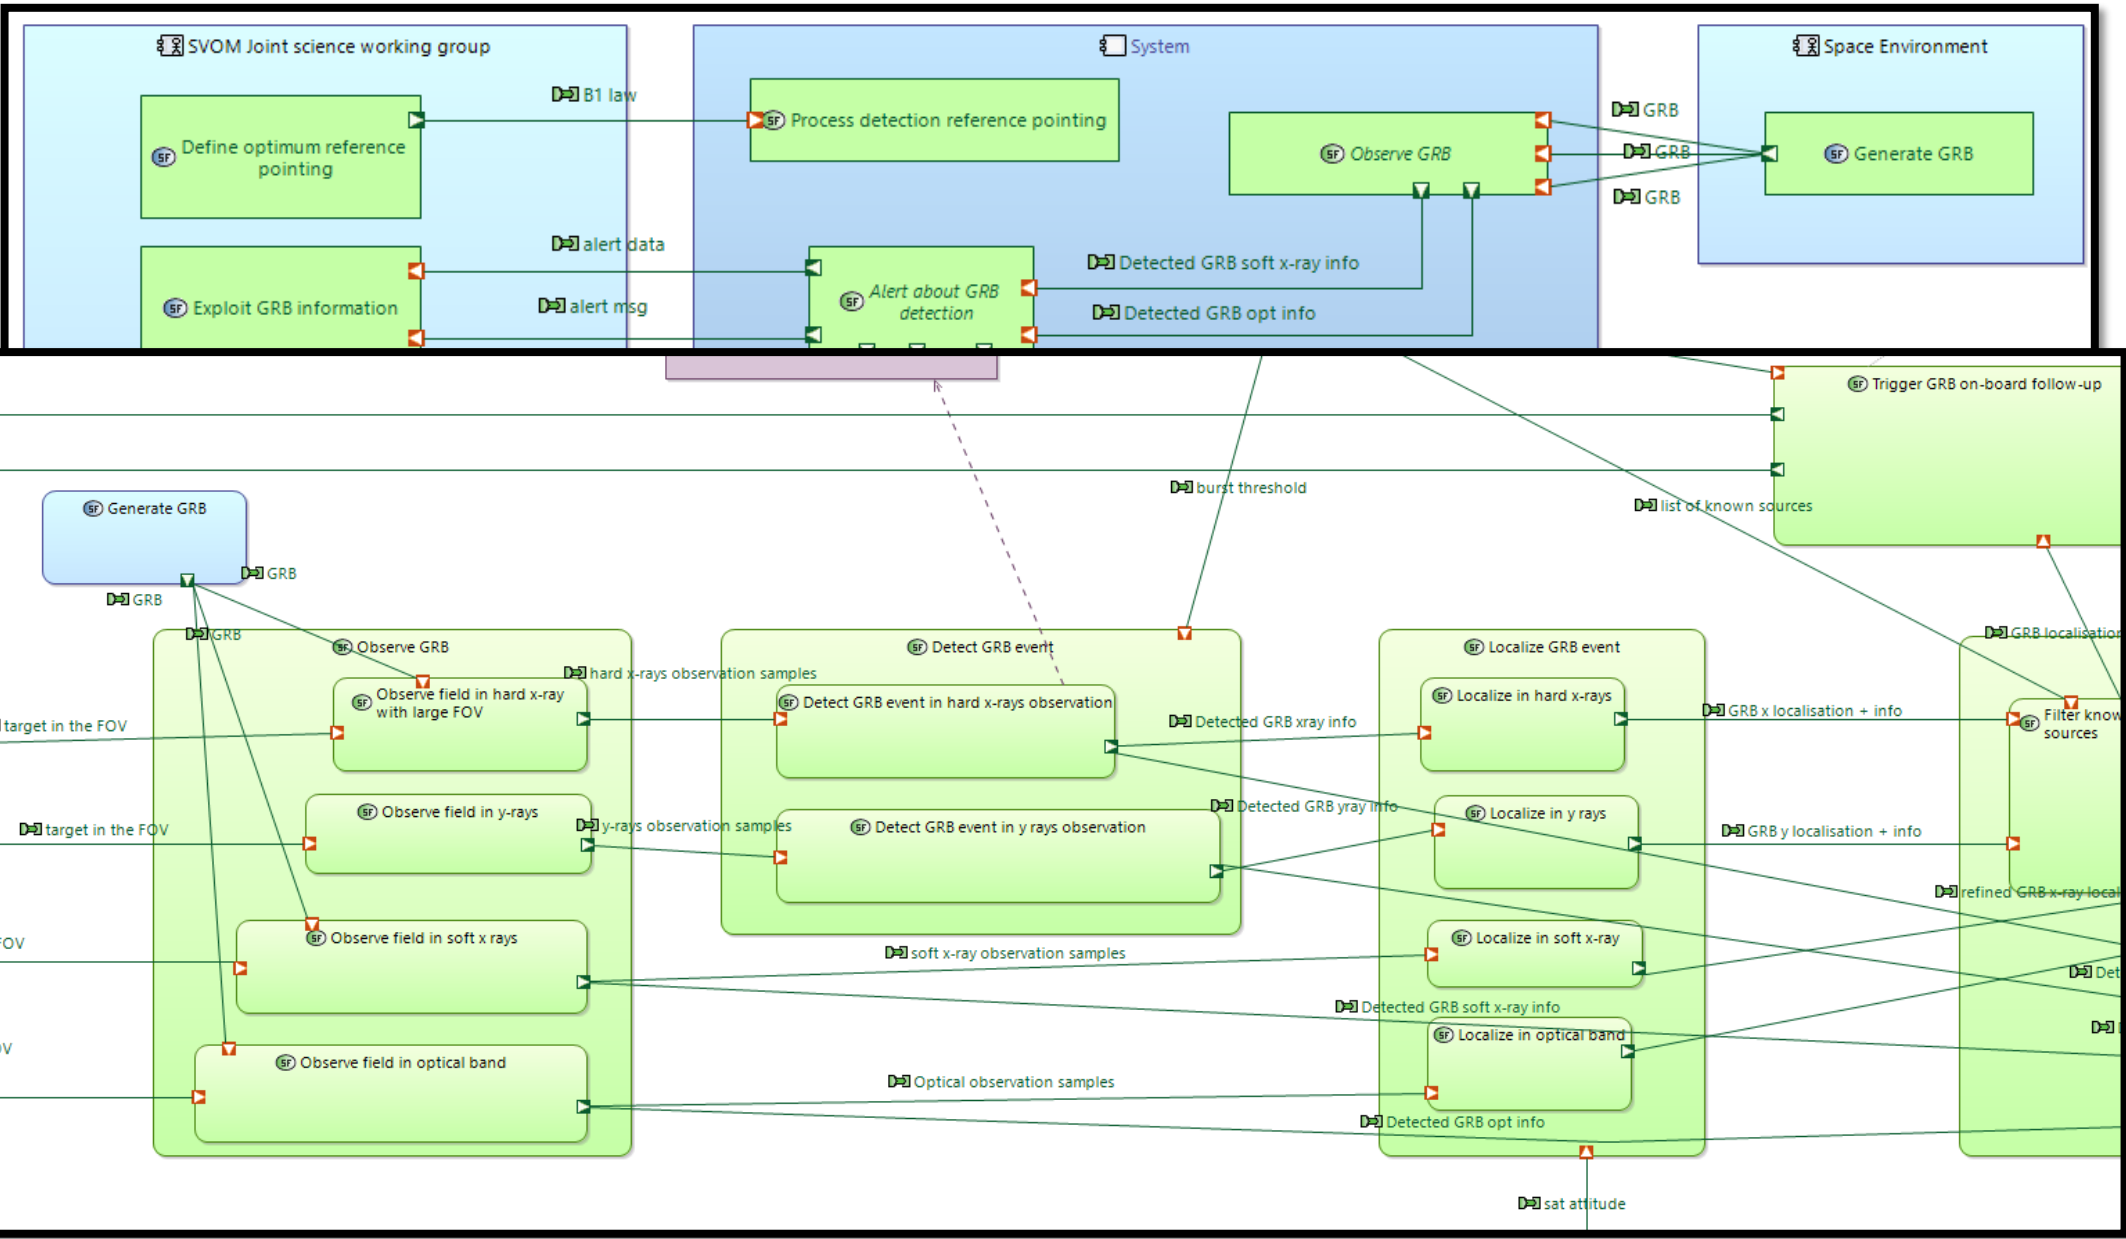 SVOM Joint science working group
System
Space Environment
B1 law
Define optimum reference
pointing
Process detection reference pointing
Observe GRB
GRB
GRB
GRB
Generate GRB
alert data
Exploit GRB information
alert msg
Alert about GRB
detection
Detected GRB soft x-ray info
Detected GRB opt info
Trigger GRB on-board follow-up
burst threshold
list of known sources
Generate GRB
GRB
GRB
GRB
Observe GRB
Detect GRB event
Localize GRB event
GRB localisation
hard x-rays observation samples
Observe field in hard x-ray
with large FOV
Detect GRB event in hard x-rays observation
Localize in hard x-rays
target in the FOV
Detected GRB xray info
GRB x localisation + info
Filter know
sources
Observe field in y-rays
target in the FOV
y-rays observation samples
Detect GRB event in y rays observation
Detected GRB yray info
Localize in y rays
GRB y localisation + info
refined GRB x-ray local
Observe field in soft x rays
FOV
soft x-ray observation samples
Localize in soft x-ray
Det
Detected GRB soft x-ray info
Localize in optical band
Observe field in optical band
OV
Optical observation samples
Detected GRB opt info
sat attitude